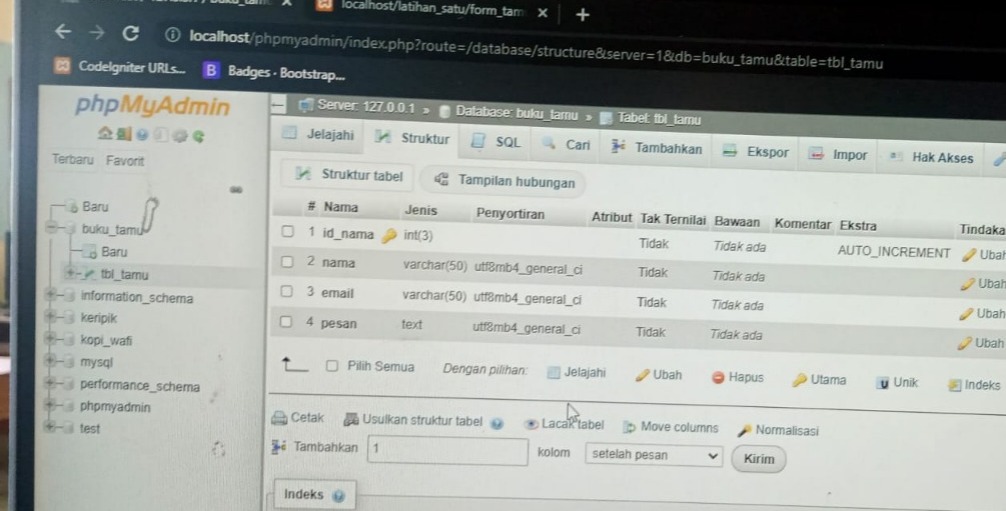 localhost/latihan_satu/form_tam
localhost/phpmyadmin/index.php?route=/database/structure&server=1&db=buku_tamu&table=tbl_tamu
CodeIgniter URLs...
B Badges - Bootstrap...
phpMyAdmin
Server: 127.0.0.1 » Database: buku_tamu » Tabel: tbl_tamu
Jelajahi Struktur SQL Cari Tambahkan Ekspor Impor Hak Akses
Terbaru Favorit
Struktur tabel Tampilan hubungan
Baru
buku_tamu
Baru
tbl_tamu
information_schema
keripik
kopi_wafi
mysql
performance_schema
phpmyadmin
test
# Nama Jenis Penyortiran Atribut Tak Ternilai Bawaan Komentar Ekstra Tindaka
1 id_nama int(3) Tidak Tidak ada AUTO_INCREMENT Ubah
2 nama varchar(50) utf8mb4_general_ci Tidak Tidak ada Ubah
3 email varchar(50) utf8mb4_general_ci Tidak Tidak ada Ubah
4 pesan text utf8mb4_general_ci Tidak Tidak ada Ubah
Pilih Semua Dengan pilihan: Jelajahi Ubah Hapus Utama Unik Indeks
Cetak Usulkan struktur tabel Lacak tabel Move columns Normalisasi
Tambahkan 1 kolom setelah pesan Kirim
Indeks